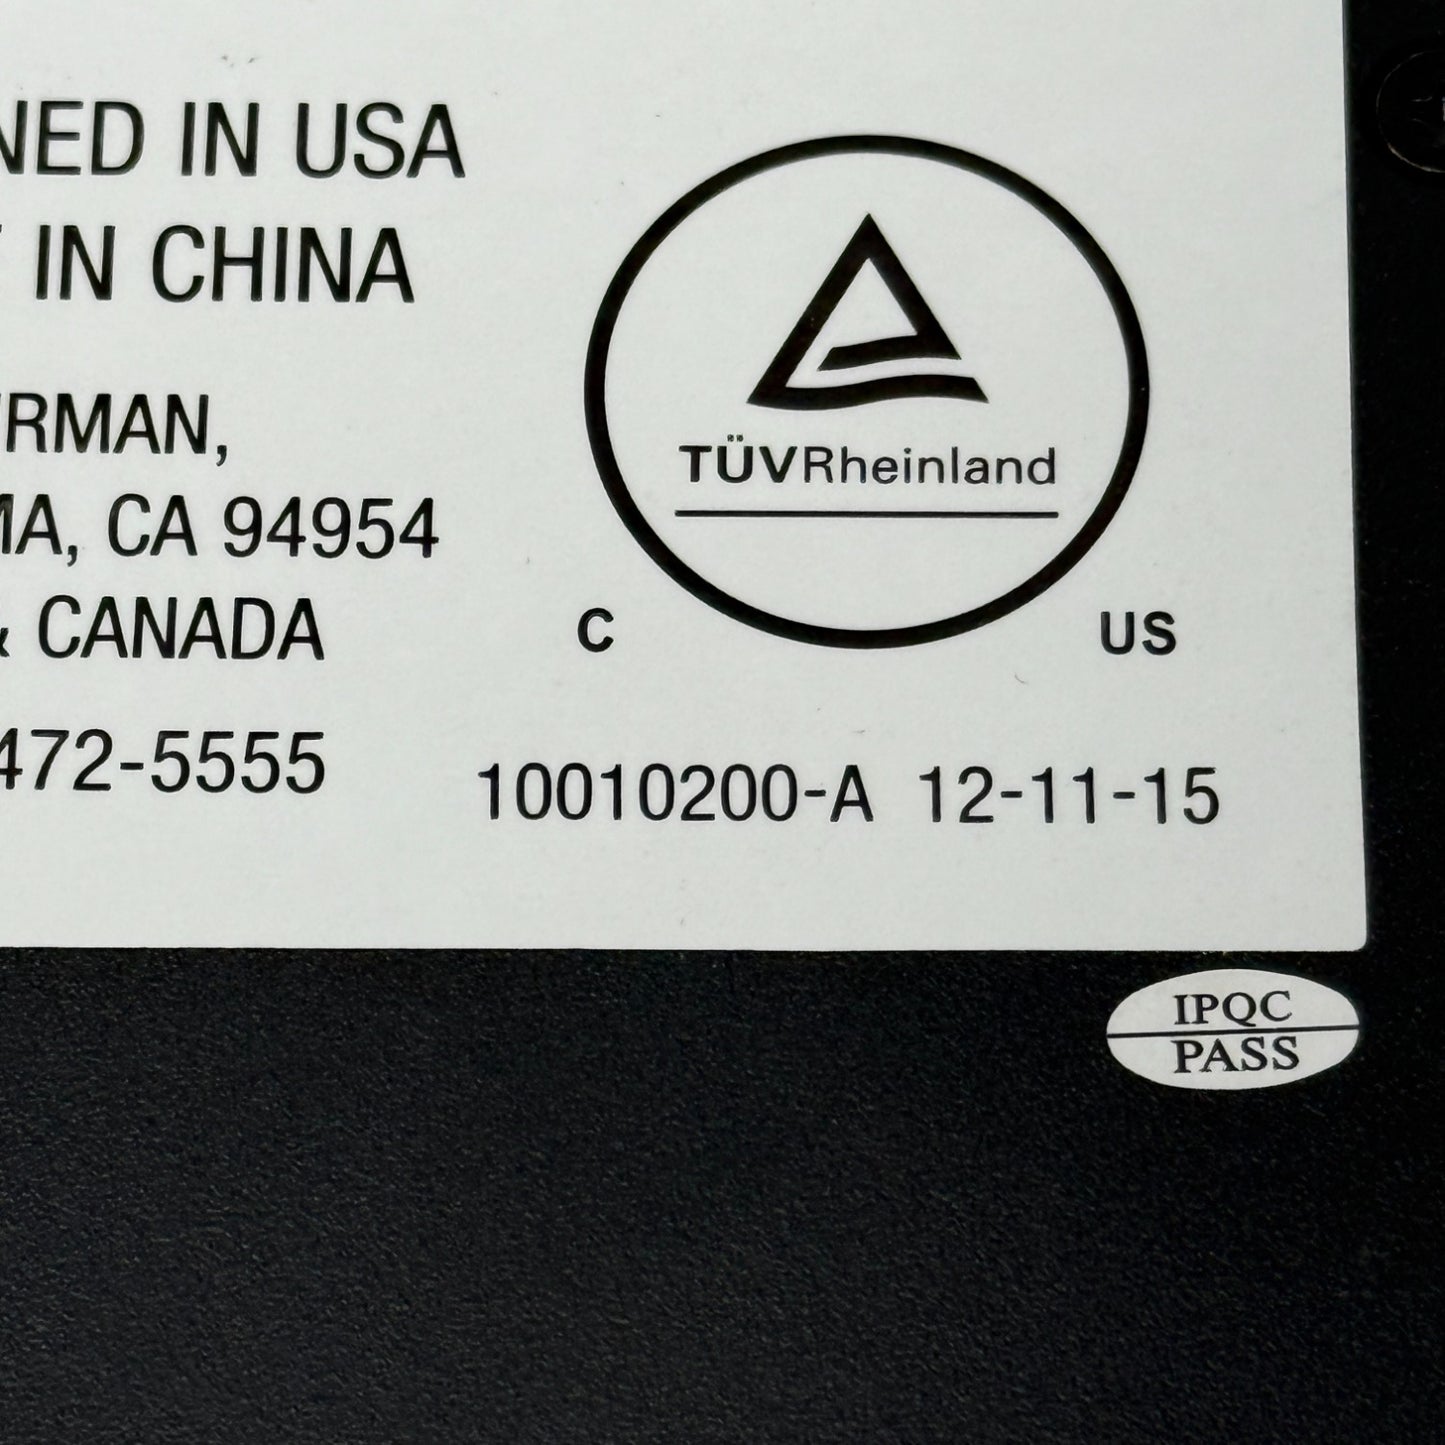 NED IN USA
IN CHINA
RMAN,
MA, CA 94954
& CANADA
472-5555
TÜVRheinland
C US
10010200-A 12-11-15
IPQC
PASS